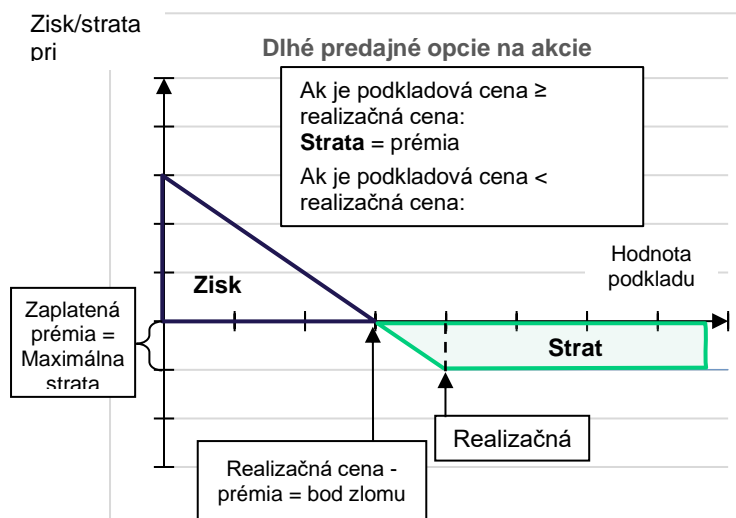 Zisk/strata
pri
Dlhé predajné opcie na akcie
Ak je podkladová cena ≥
realizačná cena:
Strata = prémia
Ak je podkladová cena <
realizačná cena:
Hodnota
podkladu
Zisk
Zaplatená
prémia =
Maximálna
strata
Strat
Realizačná
Realizačná cena -
prémia = bod zlomu